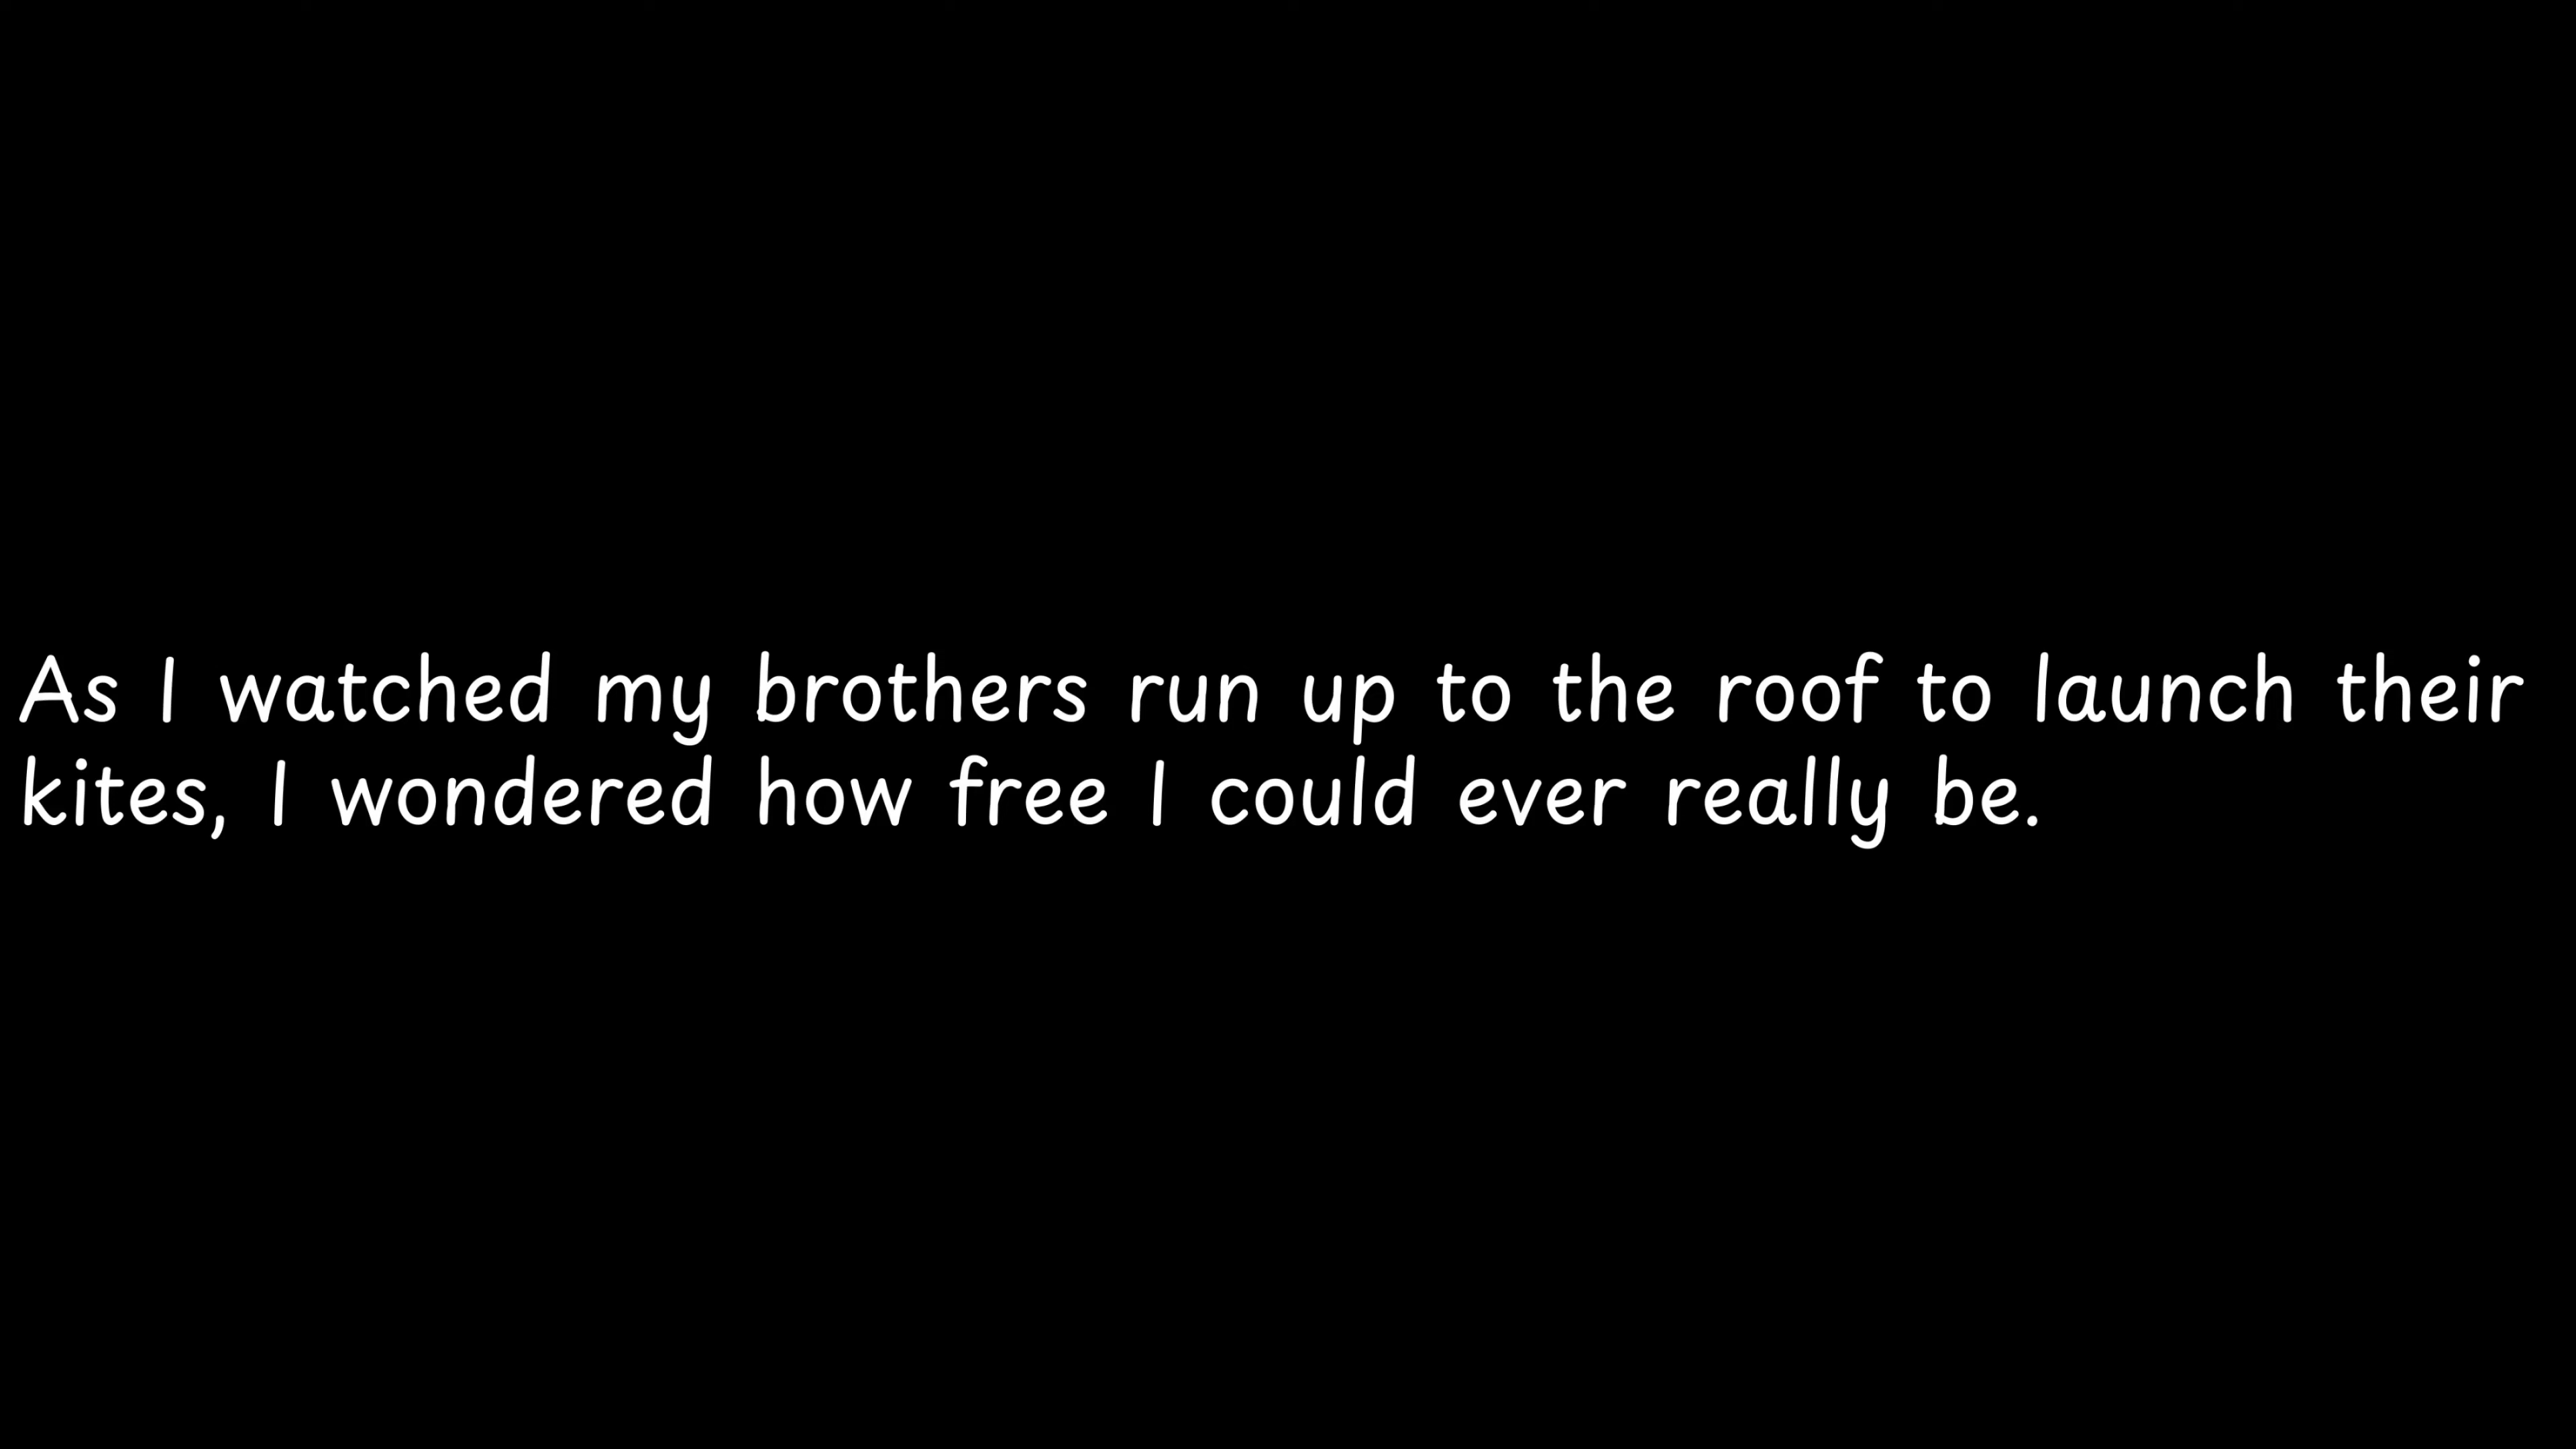 As I watched my brothers run up to the roof to launch their
kites, I wondered how free I could ever really be.